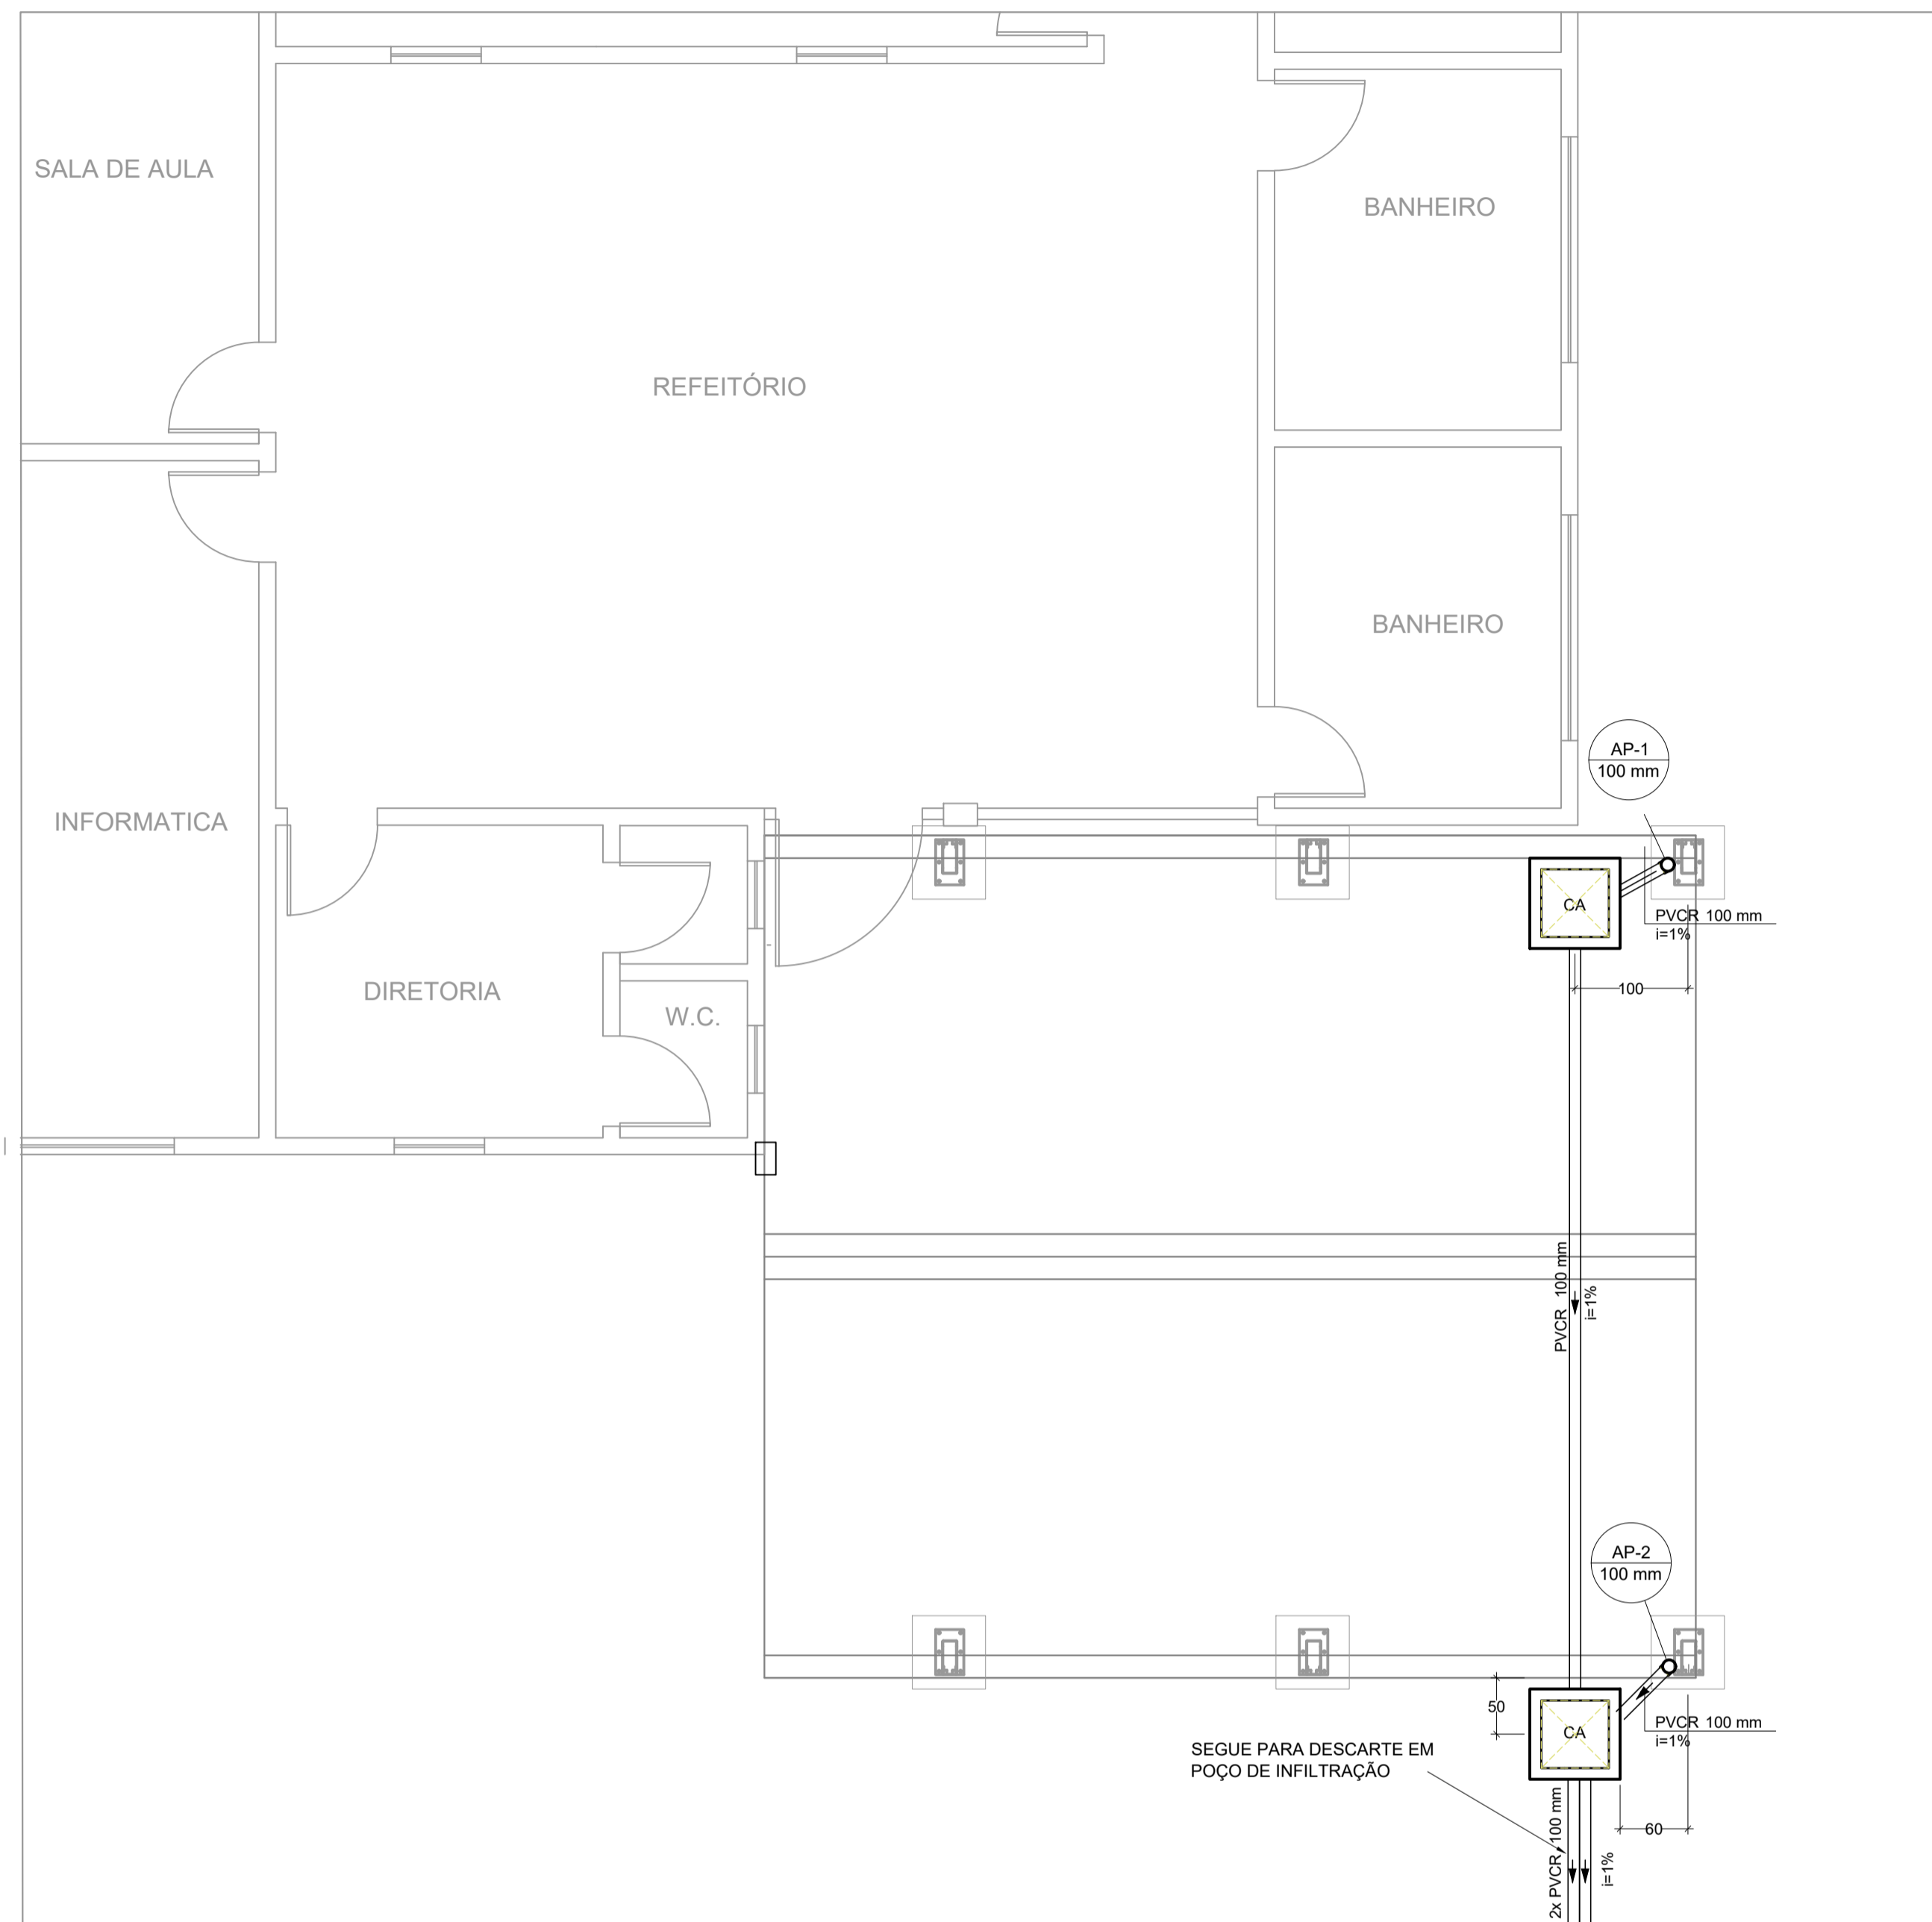 SALA DE AULA
BANHEIRO
REFEITÓRIO
BANHEIRO
AP-1
100 mm
INFORMATICA
CA
PVCR 100 mm
i=1%
DIRETORIA
100
W.C.
PVCR 100 mm
i=1%
AP-2
100 mm
50
PVCR 100 mm
i=1%
CA
SEGUE PARA DESCARTE EM
POÇO DE INFILTRAÇÃO
60
2x PVCR 100 mm
i=1%